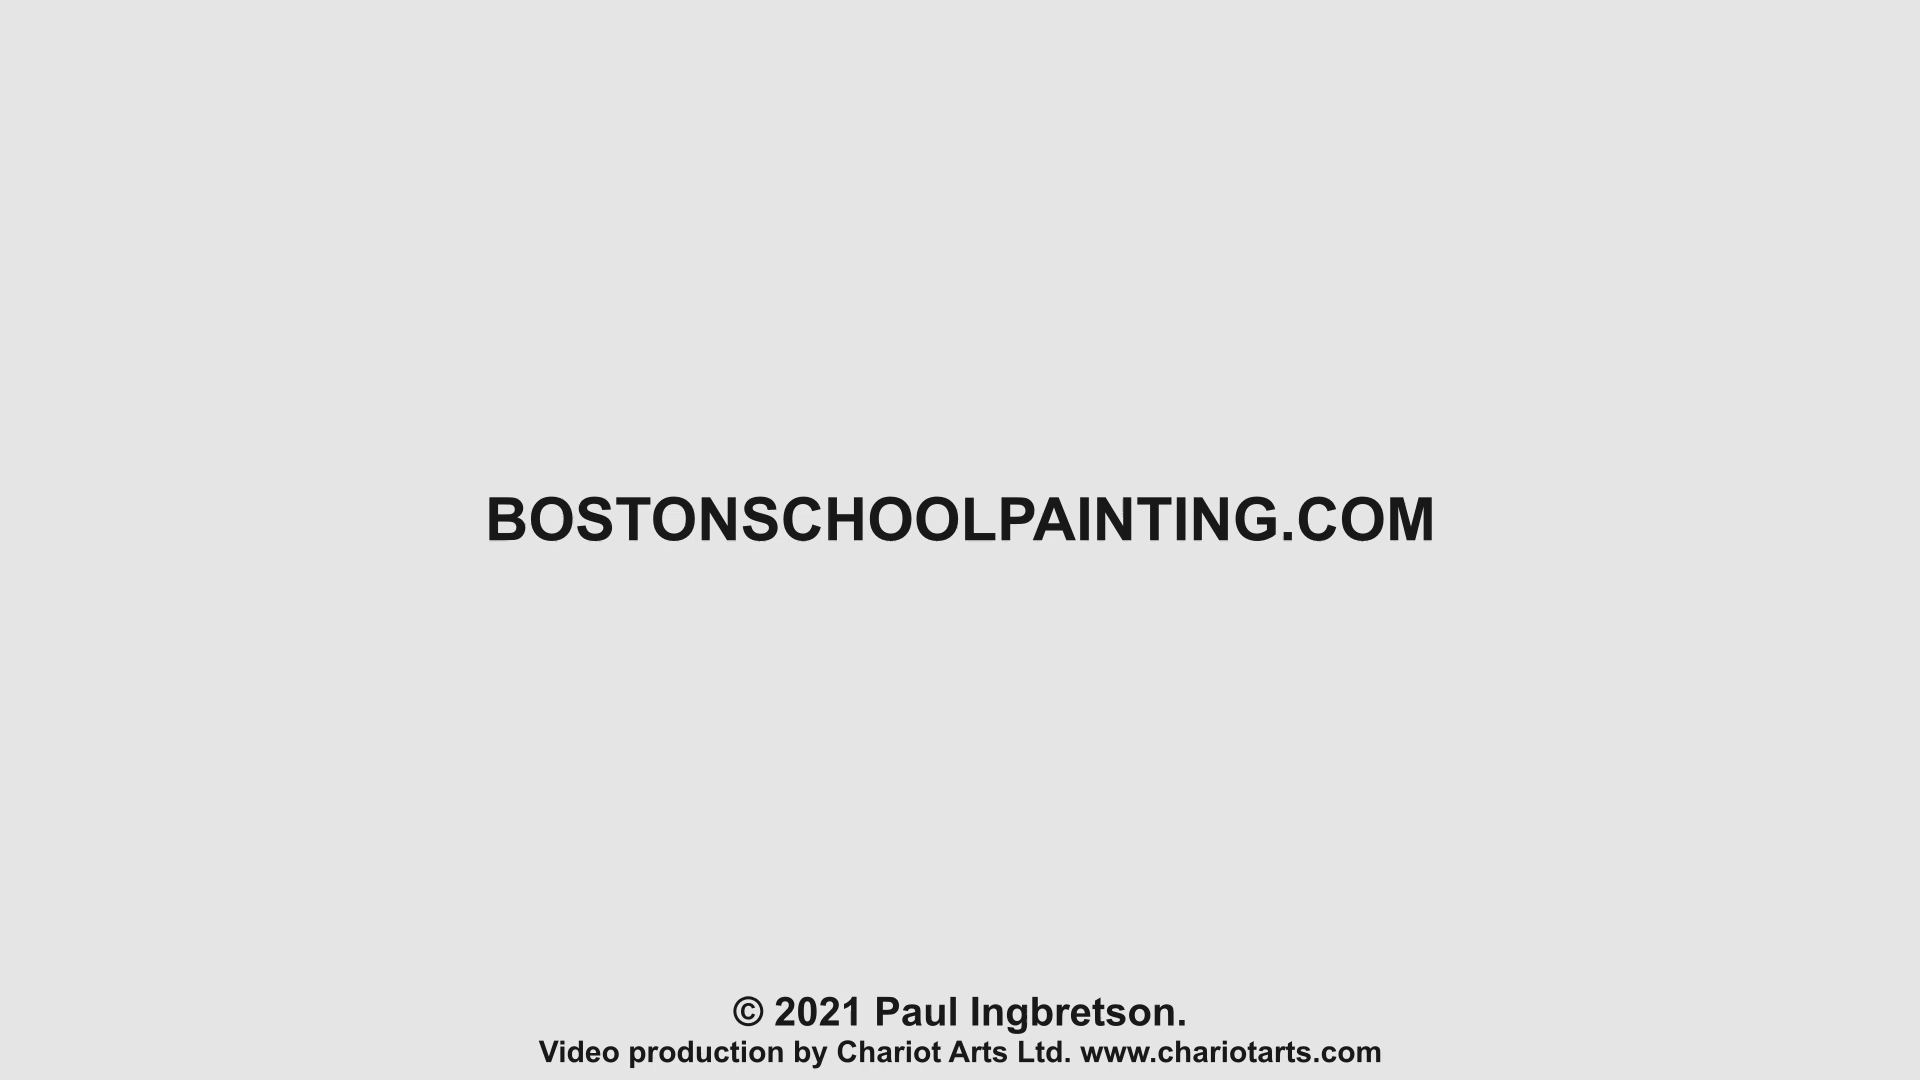 BOSTONSCHOOLPAINTING.COM
© 2021 Paul Ingbretson.
Video production by Chariot Arts Ltd. www.chariotarts.com